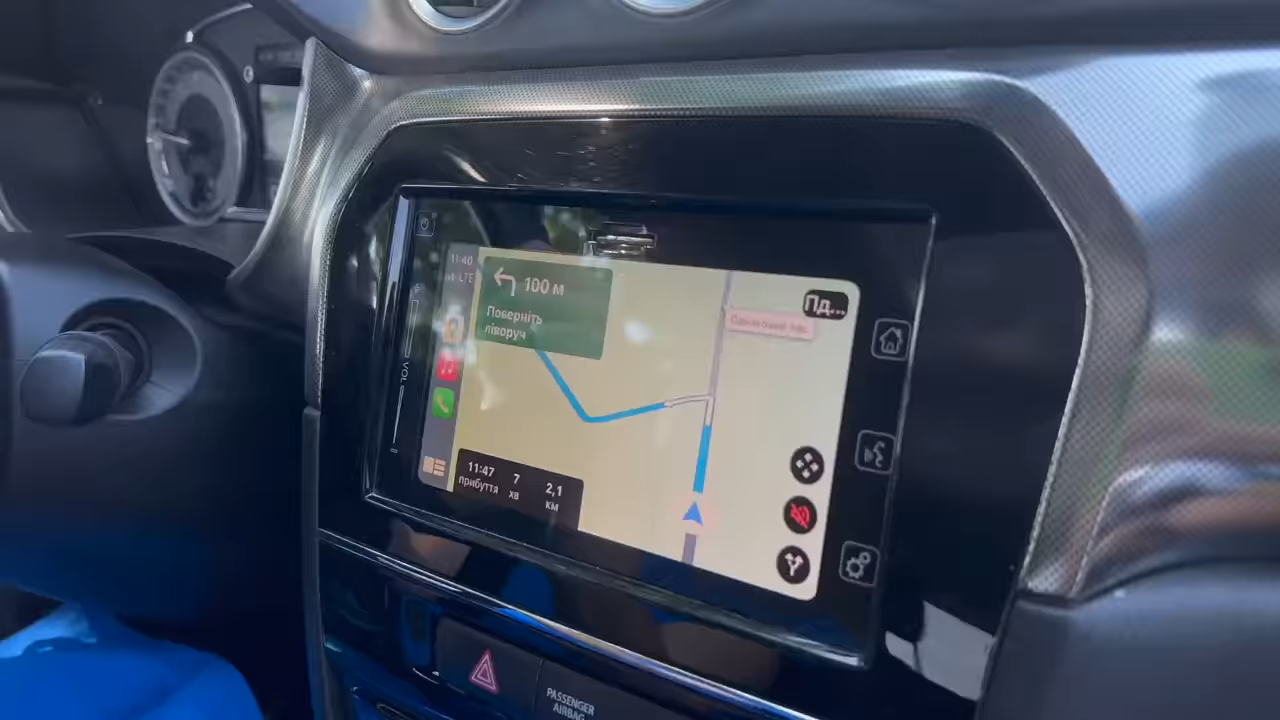 11:40
LTE
100 м
Поверніть
ліворуч
Пд...
VOL
11:47
прибуття
7
хв
2,1
км
PASSENGER
AIRBAG